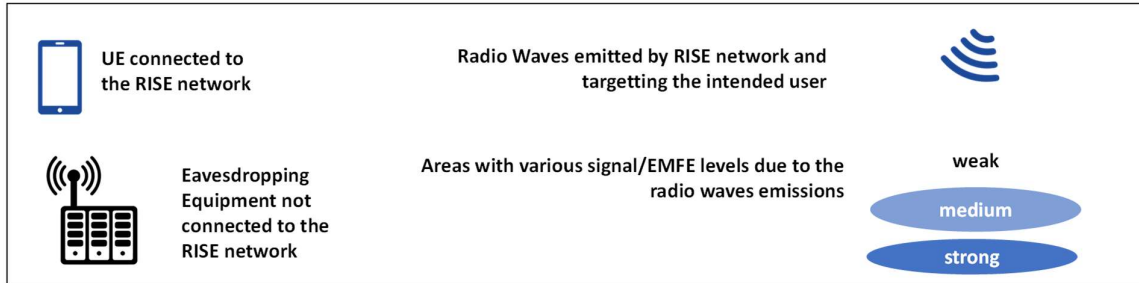 UE connected to
the RISE network
Radio Waves emitted by RISE network and
targetting the intended user
Eavesdropping
Equipment not
connected to the
RISE network
Areas with various signal/EMFE levels due to the
radio waves emissions
weak
medium
strong